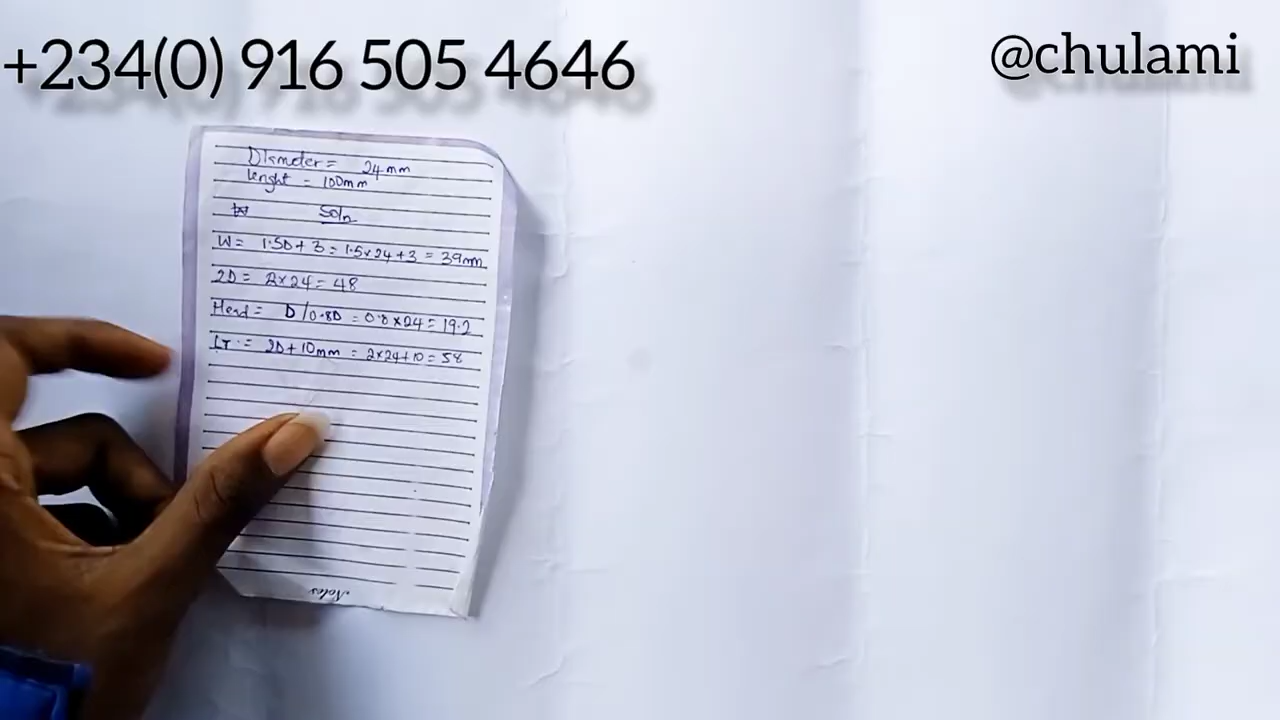 +234(0) 916 505 4646
@chulami
Diameter = 24mm
lenght = 100mm
Soln
W = 1.5D + 3 = 1.5x24 + 3 = 39mm
2D = 2x24 = 48
Head = D/0.8D = 0.8x24 = 19.2
LT = 2D + 10mm = 2x24+10 = 58
Notes